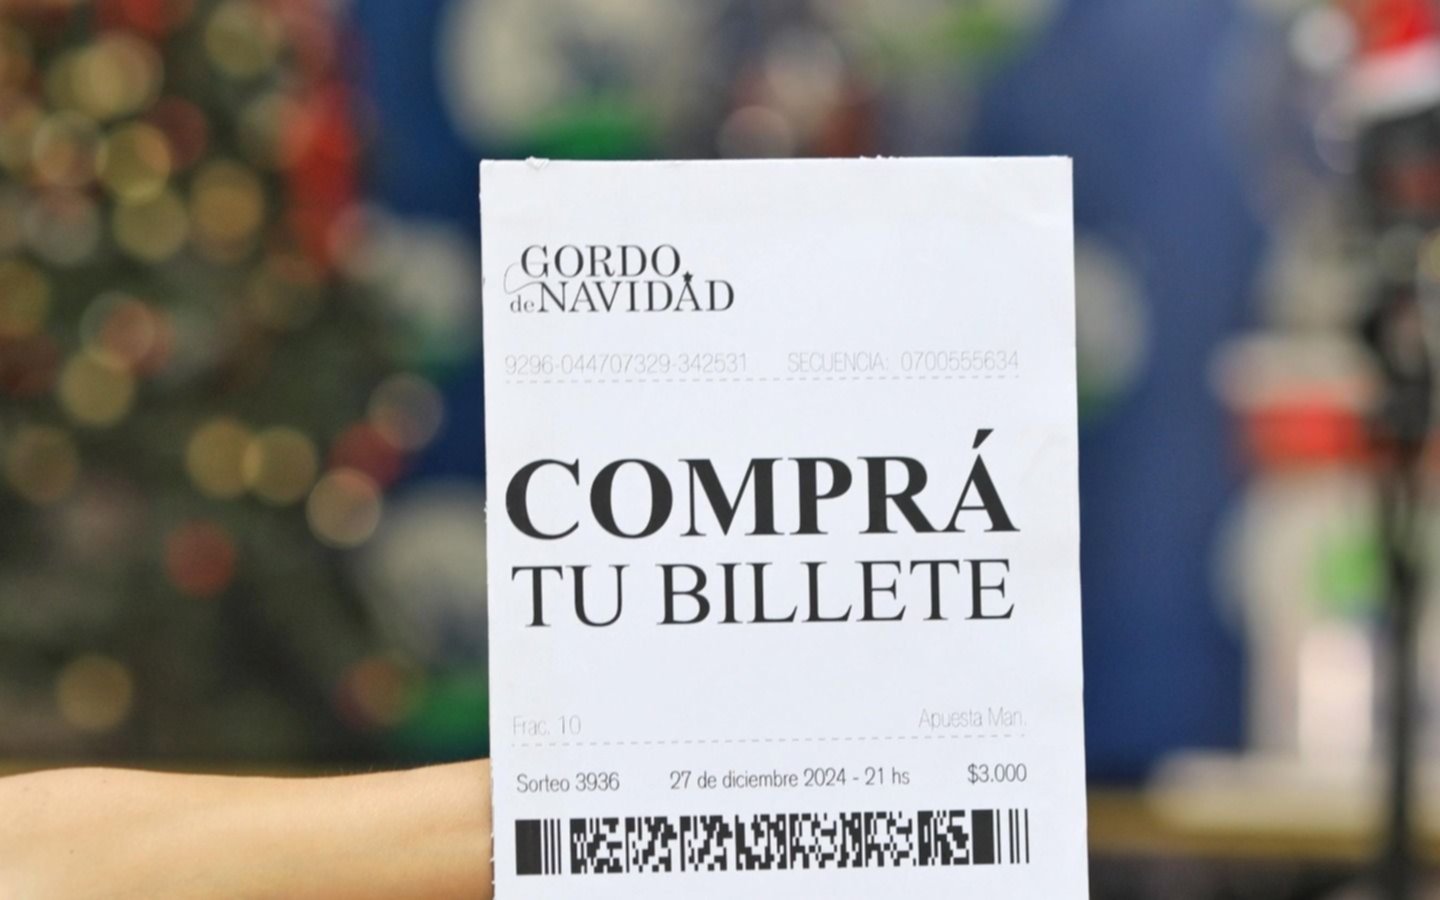 GORDO
de NAVIDAD
9296-044707329-342531 SECUENCIA: 0700555634
COMPRÁ
TU BILLETE
Frac. 10 Apuesta Man.
Sorteo 3936 27 de diciembre 2024 - 21 hs $3.000